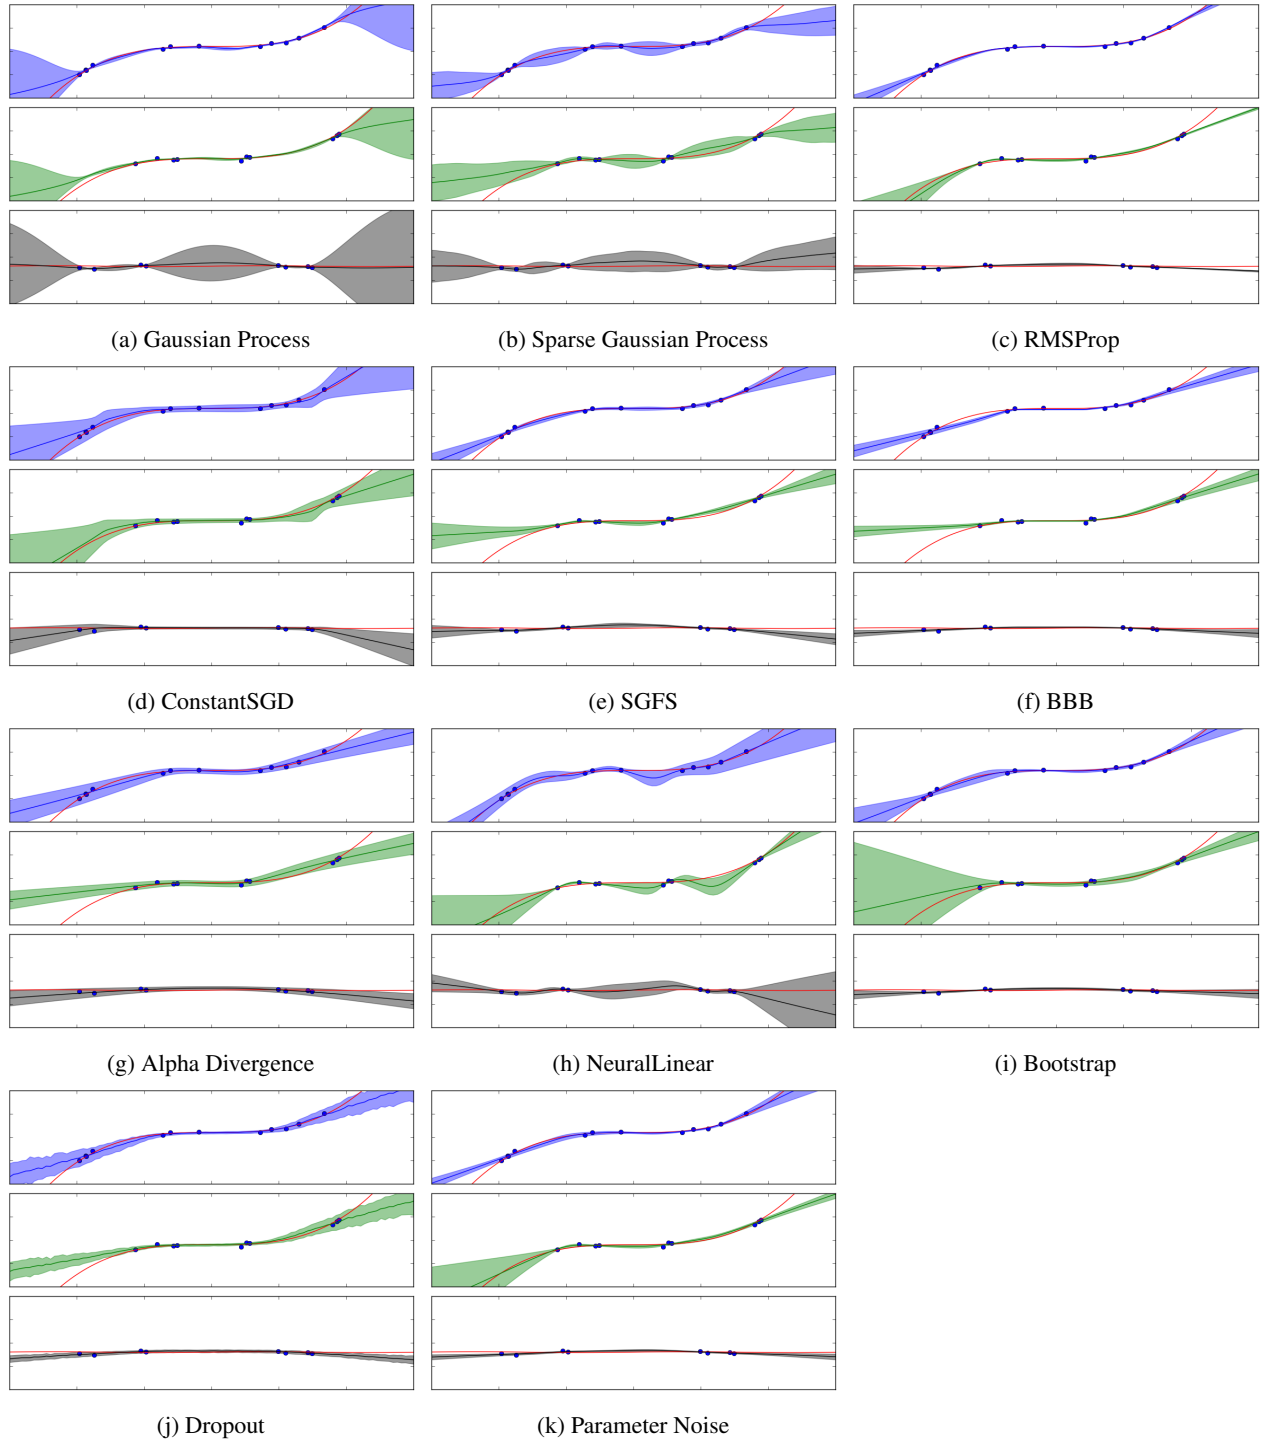 (a) Gaussian Process
(b) Sparse Gaussian Process
(c) RMSProp
(d) ConstantSGD
(e) SGFS
(f) BBB
(g) Alpha Divergence
(h) NeuralLinear
(i) Bootstrap
(j) Dropout
(k) Parameter Noise